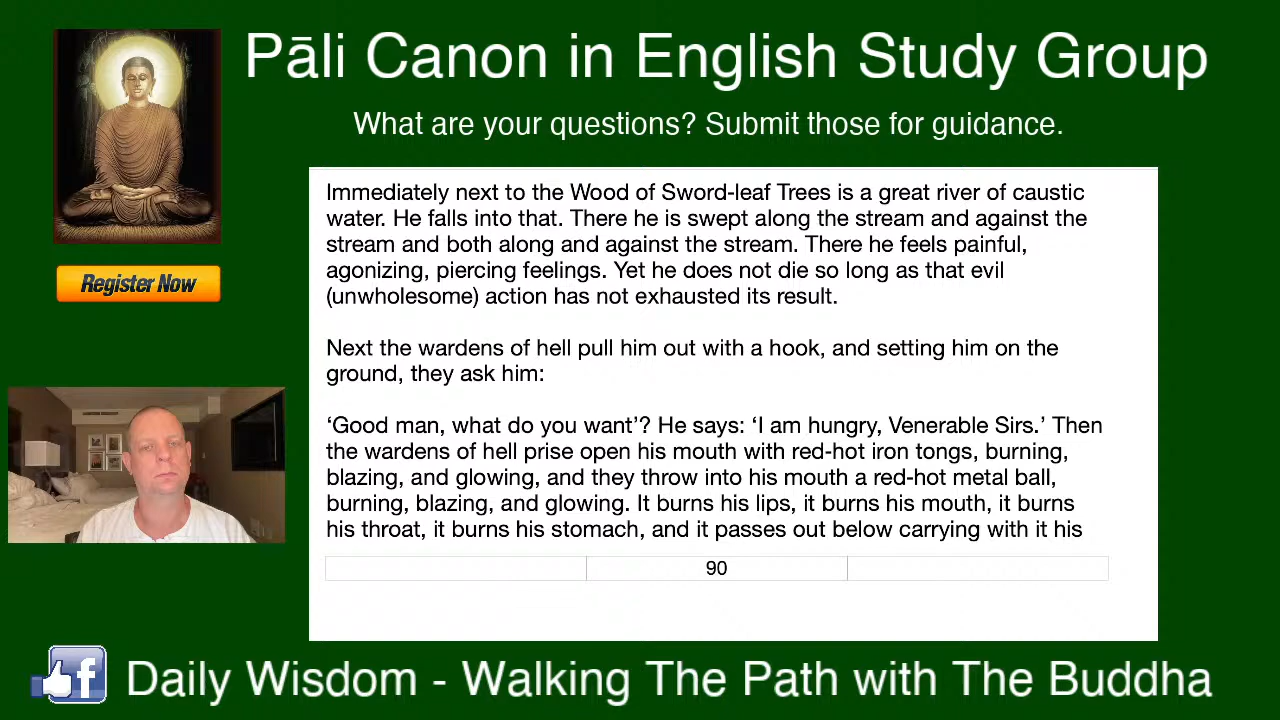 Pāli Canon in English Study Group
What are your questions? Submit those for guidance.
Register Now
Immediately next to the Wood of Sword-leaf Trees is a great river of caustic
water. He falls into that. There he is swept along the stream and against the
stream and both along and against the stream. There he feels painful,
agonizing, piercing feelings. Yet he does not die so long as that evil
(unwholesome) action has not exhausted its result.
Next the wardens of hell pull him out with a hook, and setting him on the
ground, they ask him:
‘Good man, what do you want’? He says: ‘I am hungry, Venerable Sirs.’ Then
the wardens of hell prise open his mouth with red-hot iron tongs, burning,
blazing, and glowing, and they throw into his mouth a red-hot metal ball,
burning, blazing, and glowing. It burns his lips, it burns his mouth, it burns
his throat, it burns his stomach, and it passes out below carrying with it his
90
f
Daily Wisdom - Walking The Path with The Buddha